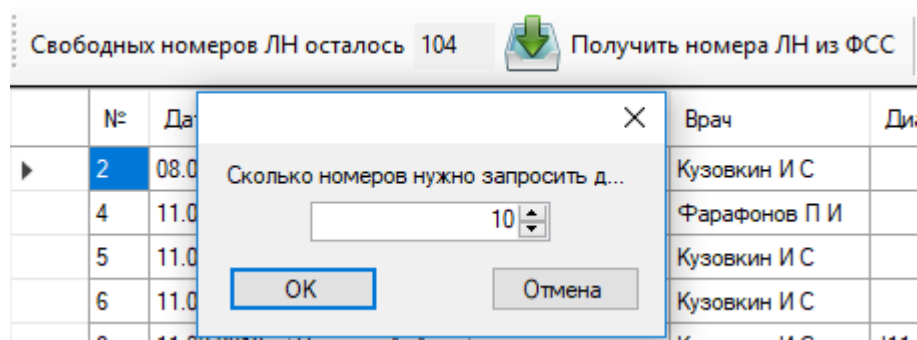 Свободных номеров ЛН осталось 104 Получить номера ЛН из ФСС
№ Врач
2 08.0 Кузовкин И С
Сколько номеров нужно запросить д...
4 11.0 10 Фарафонов П И
5 11.0 Кузовкин И С
6 11.0 OK Отмена Кузовкин И С